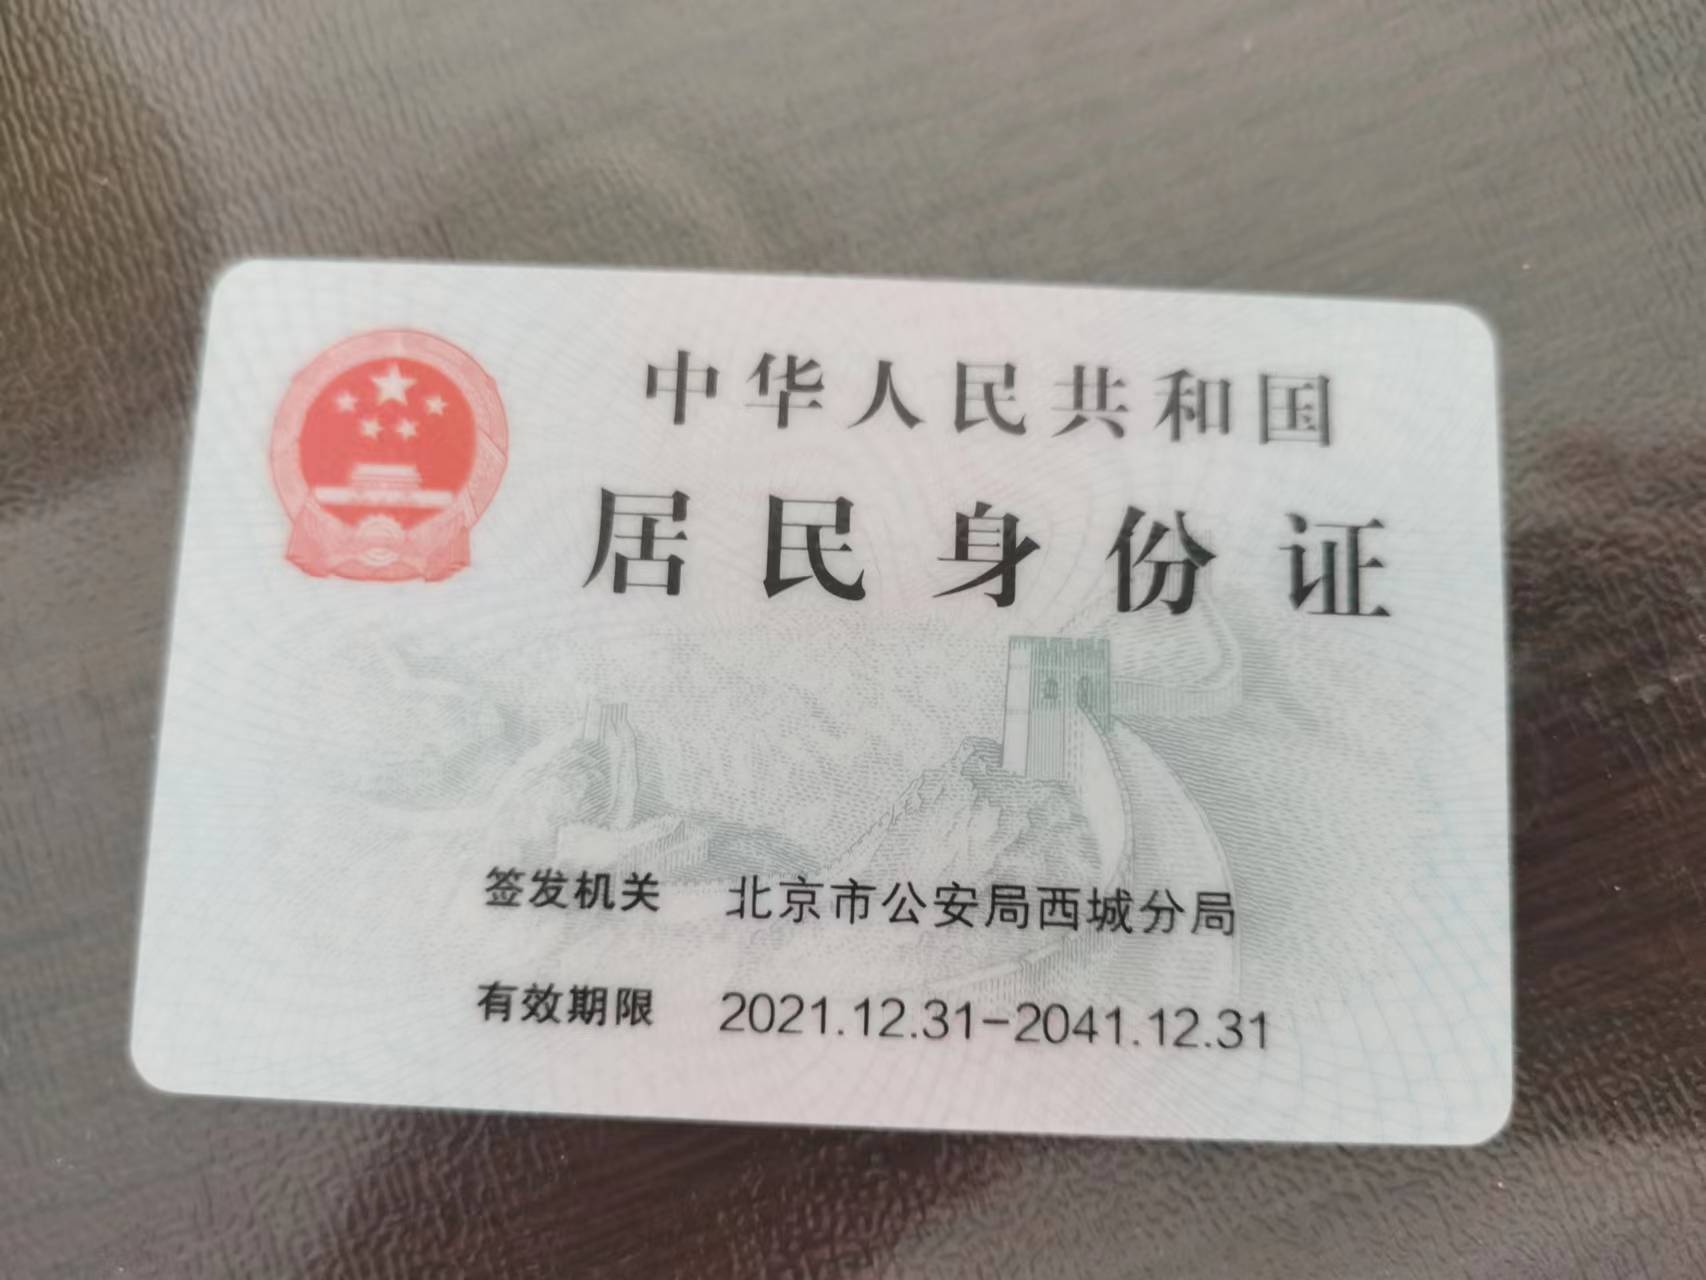 中华人民共和国
居民身份证
签发机关 北京市公安局西城分局
有效期限 2021.12.31-2041.12.31